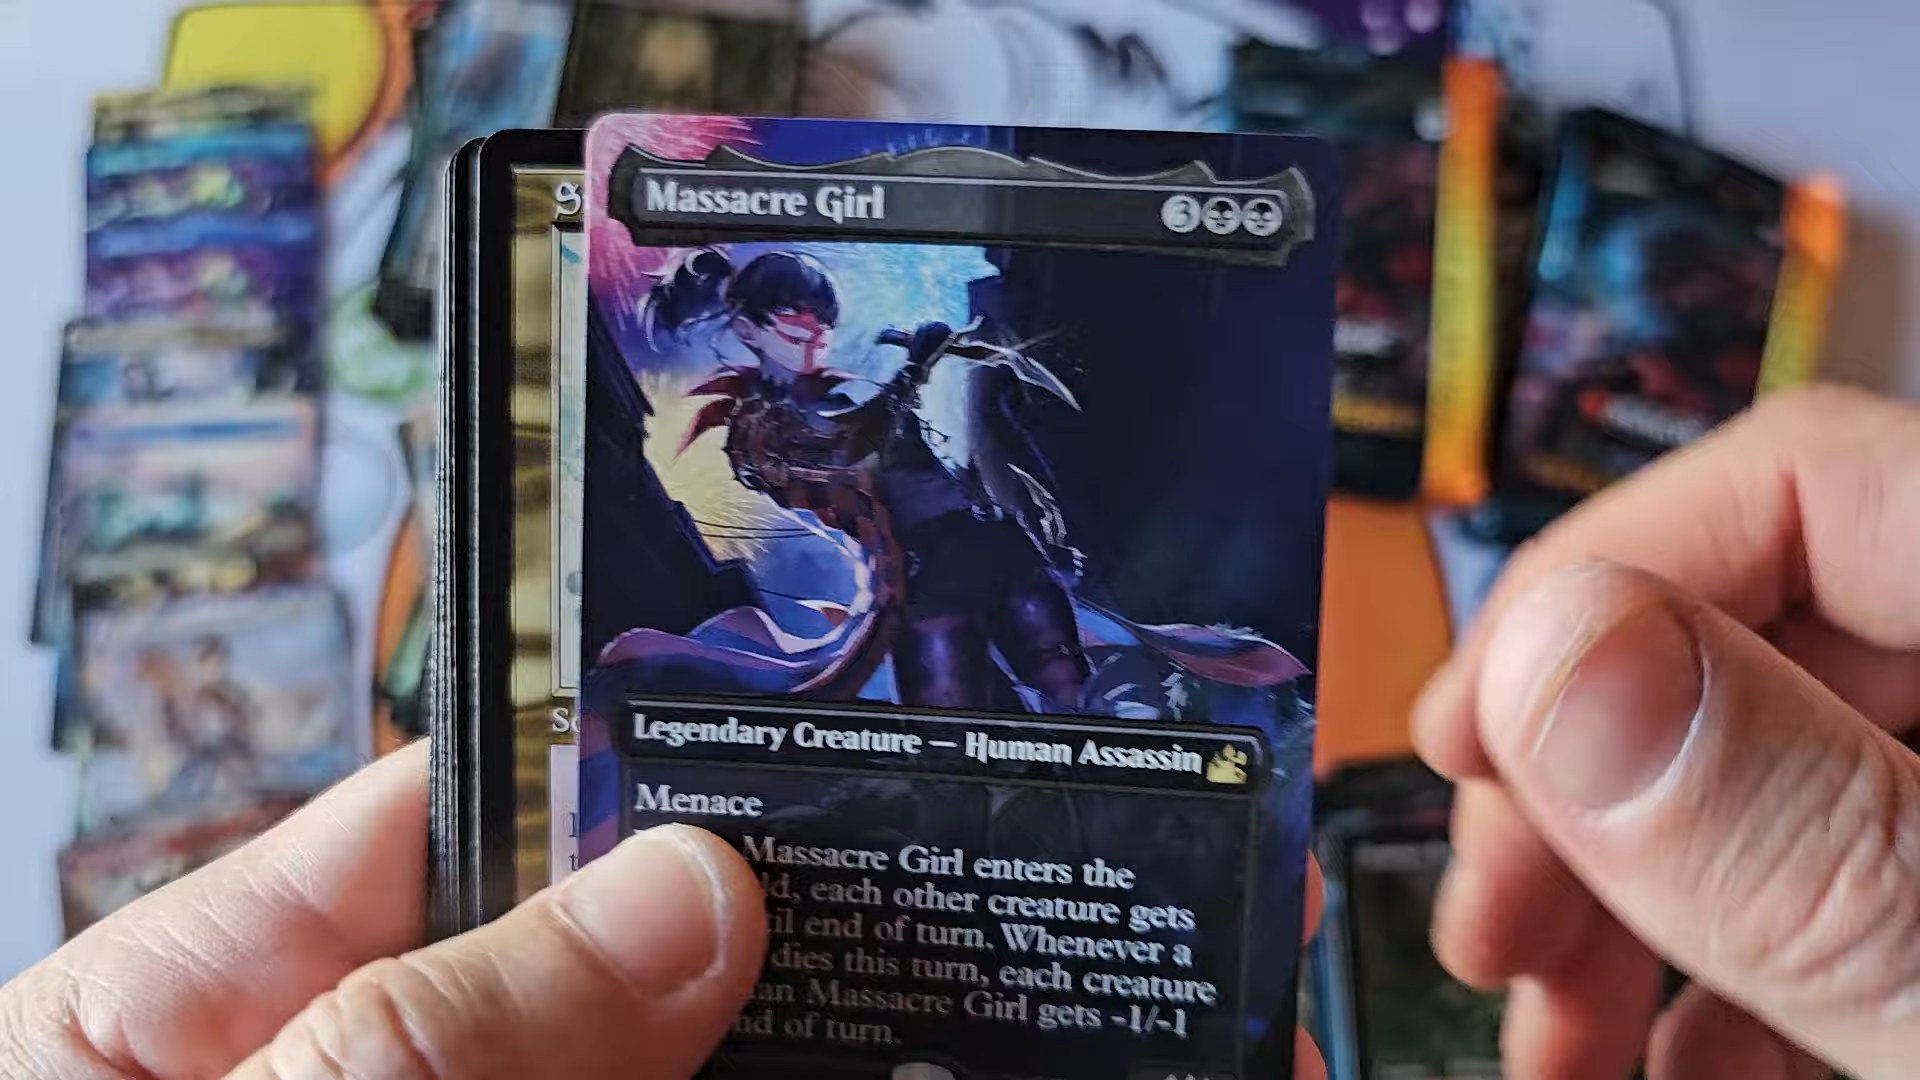 Massacre Girl
3
Legendary Creature — Human Assassin
Menace
Massacre Girl enters the
each other creature gets
end of turn. Whenever a
dies this turn, each creature
Massacre Girl gets -1/-1
of turn.